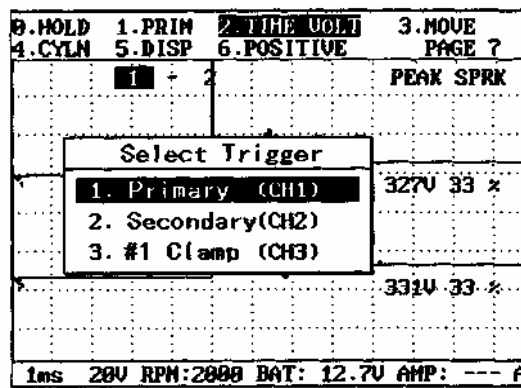 0.HOLD 1.PRIM 2.TIME VOLT 3.MOVE
4.CYLN 5.DISP 6.POSITIVE PAGE ?
1 ÷ 2 PEAK SPRK
Select Trigger
1. Primary (CH1)
327V 33 %
2. Secondary(CH2)
3. #1 Clamp (CH3)
331V 33 %
1ms 20V RPM:2000 BAT: 12.7V AMP: ---